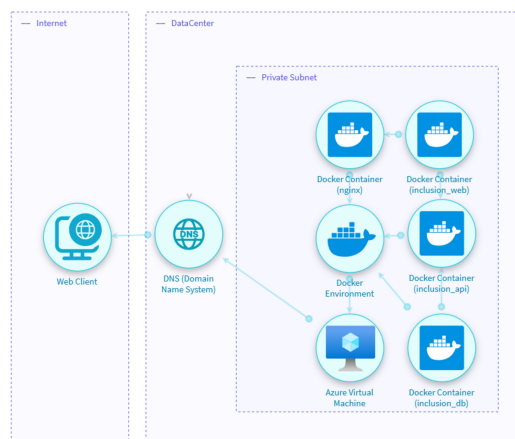 — Internet
— DataCenter
— Private Subnet
Docker Container
(nginx)
Docker Container
(inclusion_web)
DNS
Web Client
DNS (Domain
Name System)
Docker
Environment
Docker Container
(inclusion_api)
Azure Virtual
Machine
Docker Container
(inclusion_db)